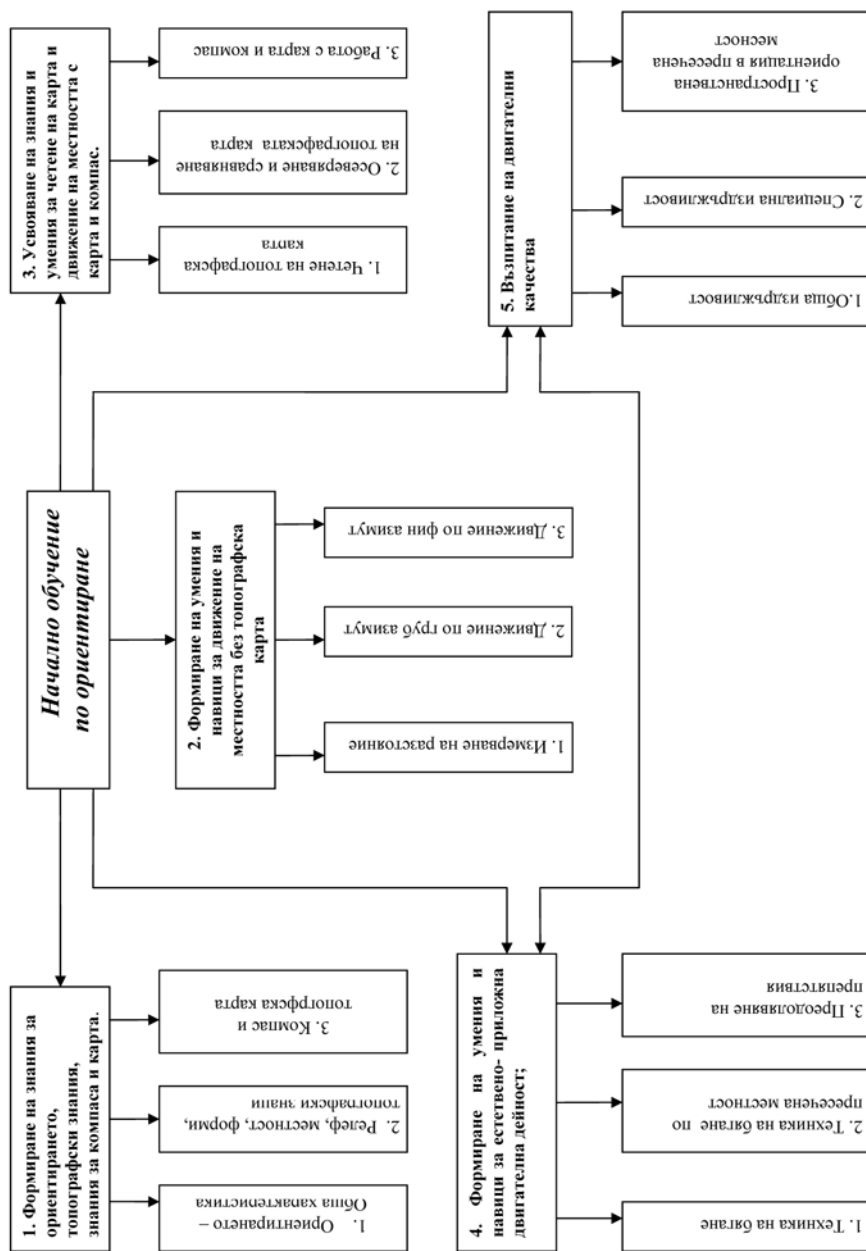 Начално обучение
по ориентиране
1. Формиране на знания за
ориентирането,
топографски знания,
знания за компаса и карта.
1. Ориентирането –
Обща характеристика
2. Релеф, местност, форми,
топографски знаци
3. Компас и
топогрфска карта
2. Формиране на умения и
навици за движение на
местността без топографска
карта
1. Измерване на разстояние
2. Движение по груб азимут
3. Движение по фин азимут
3. Усвояване на знания и
умения за четене на карта и
движение на местността с
карта и компас.
1. Четене на топографска
карта
2. Осеверяване и сравняване
на топографската карта
3. Работа с карта и компас
4. Формиране на умения и
навици за естествено- приложна
двигателна дейност;
1. Техника на бягане
2. Техника на бягане по
пресечена местност
3. Преодоляване на
препятствия
5. Възпитание на двигателни
качества
1.Обща издръжливост
2. Специална издръжливост
3. Пространствена
ориентация в пресечена
месност